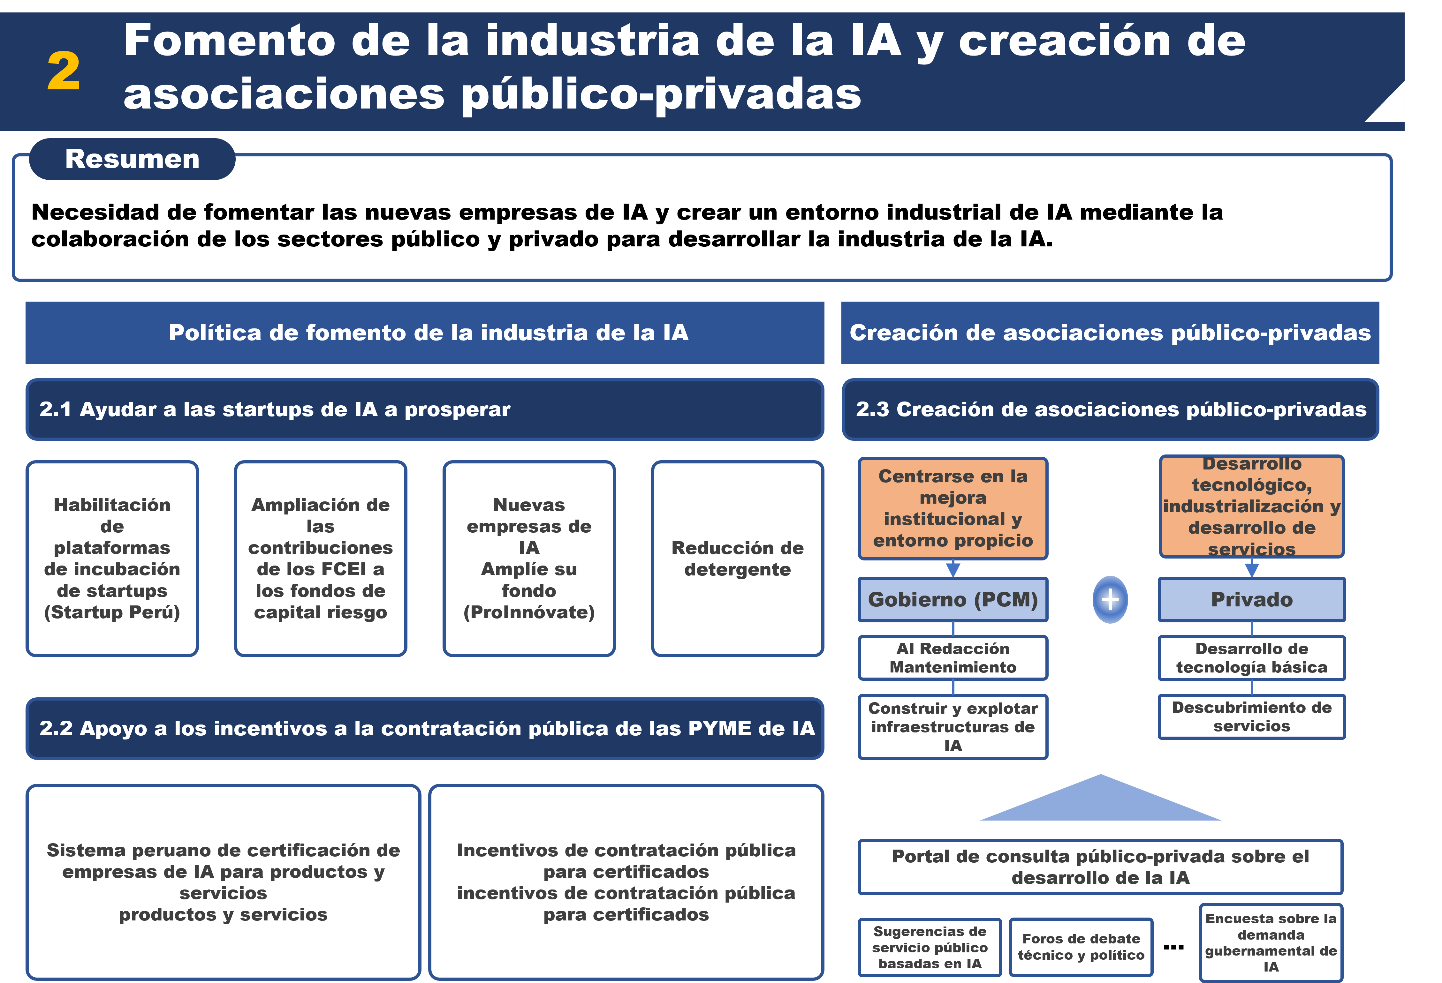 2
Fomento de la industria de la IA y creación de
asociaciones público-privadas
Resumen
Necesidad de fomentar las nuevas empresas de IA y crear un entorno industrial de IA mediante la
colaboración de los sectores público y privado para desarrollar la industria de la IA.
Política de fomento de la industria de la IA
2.1 Ayudar a las startups de IA a prosperar
Habilitación
de
plataformas
de incubación
de startups
(Startup Perú)
Ampliación de
las
contribuciones
de los FCEI a
los fondos de
capital riesgo
Nuevas
empresas de
IA
Amplíe su
fondo
(ProInnóvate)
Reducción de
detergente
2.2 Apoyo a los incentivos a la contratación pública de las PYME de IA
Sistema peruano de certificación de
empresas de IA para productos y
servicios
productos y servicios
Incentivos de contratación pública
para certificados
incentivos de contratación pública
para certificados
Creación de asociaciones público-privadas
2.3 Creación de asociaciones público-privadas
Centrarse en la
mejora
institucional y
entorno propicio
Gobierno (PCM)
AI Redacción
Mantenimiento
Construir y explotar
infraestructuras de
IA
+
Desarrollo
tecnológico,
industrialización y
desarrollo de
servicios
Privado
Desarrollo de
tecnología básica
Descubrimiento de
servicios
Portal de consulta público-privada sobre el
desarrollo de la IA
Sugerencias de
servicio público
basadas en IA
Foros de debate
técnico y político
...
Encuesta sobre la
demanda
gubernamental de
IA